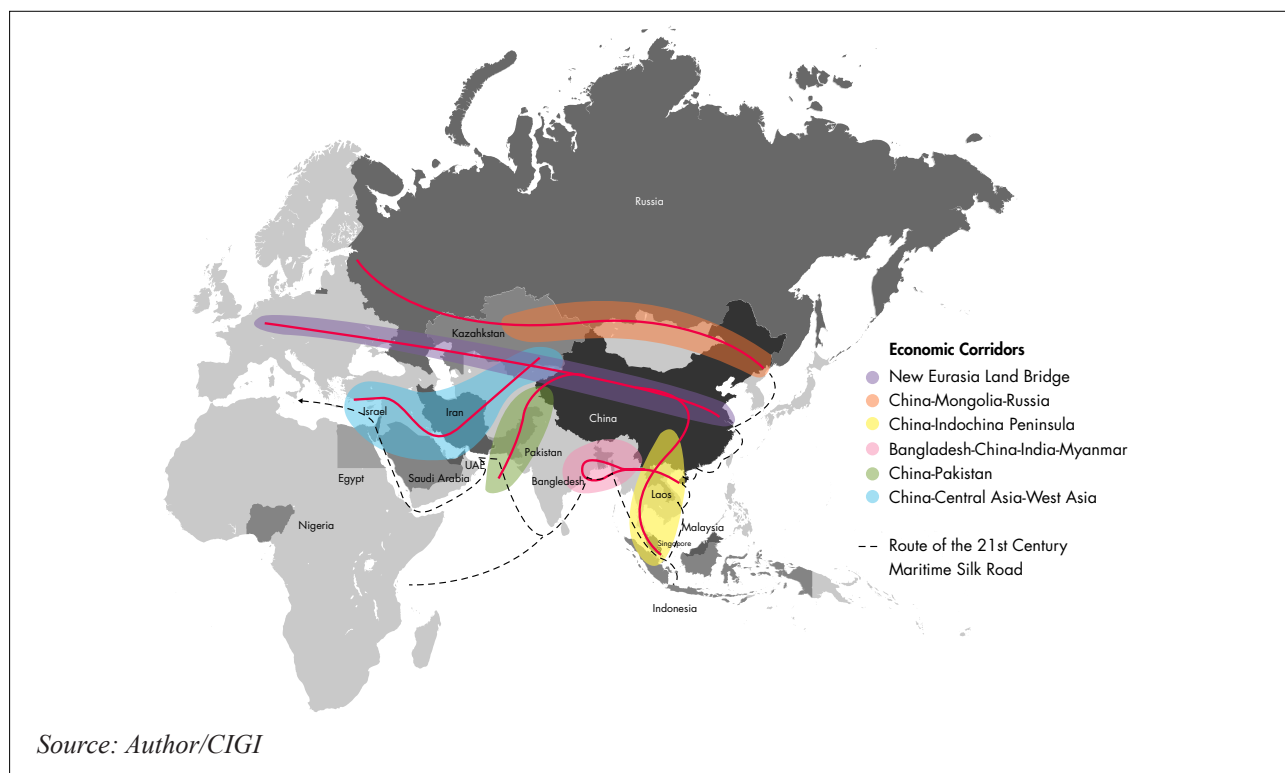 Russia
Kazahkstan
Israel
Iran
China
Pakistan
UAE
Egypt
Saudi Arabia
Bangledesh
Laos
Nigeria
Malaysia
Singapore
Indonesia
Economic Corridors
New Eurasia Land Bridge
China-Mongolia-Russia
China-Indochina Peninsula
Bangladesh-China-India-Myanmar
China-Pakistan
China-Central Asia-West Asia
Route of the 21st Century
Maritime Silk Road
Source: Author/CIGI